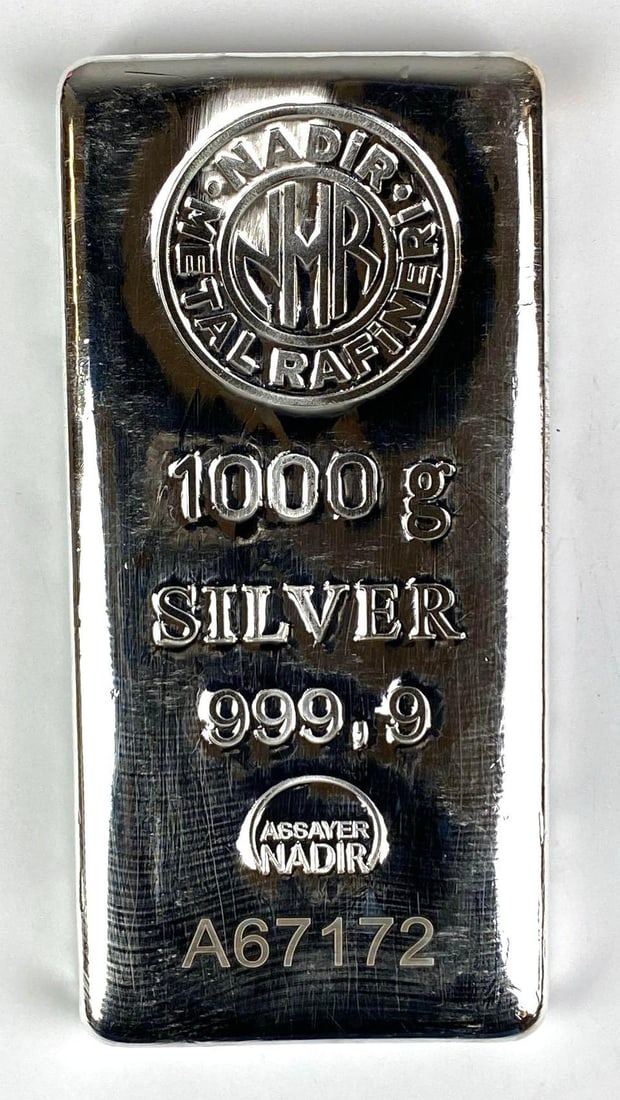 NADİR
METAL RAFİNERİ
NMR
1000 g
SILVER
999,9
ASSAYER
NADİR
A67172